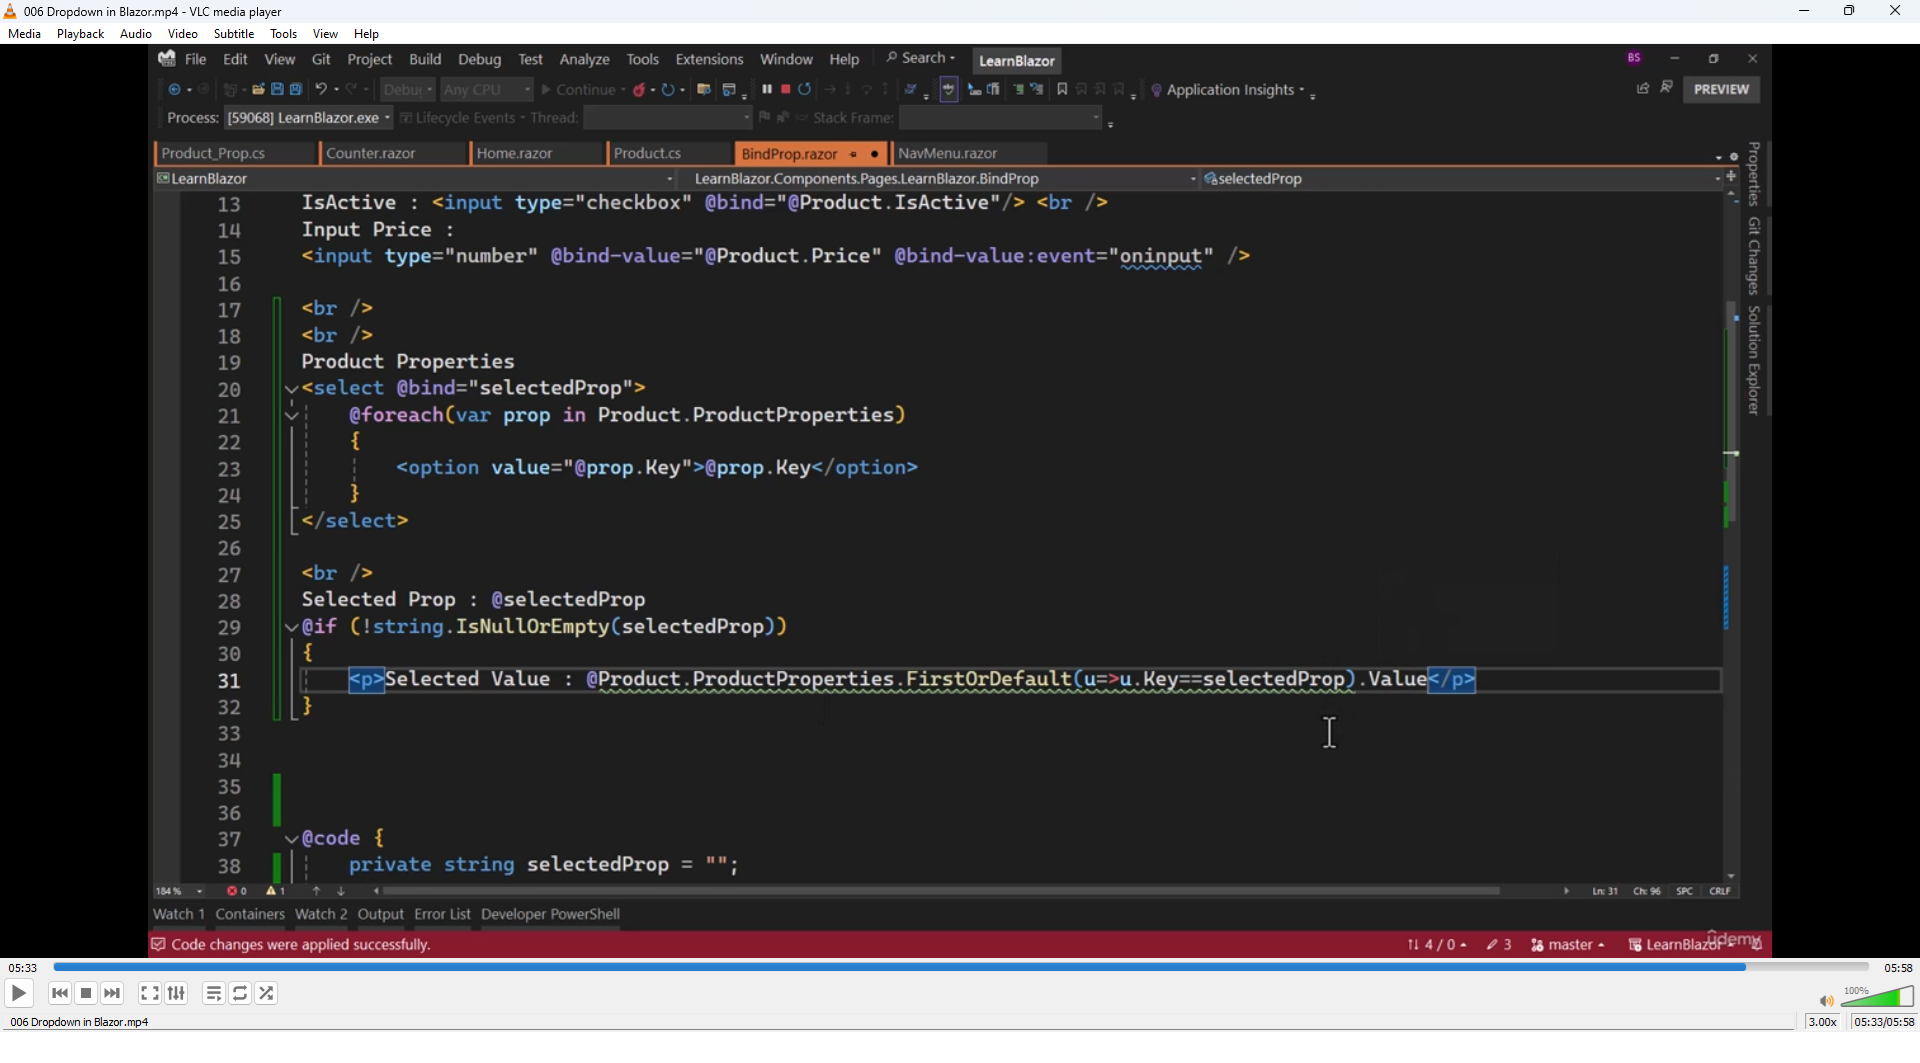 006 Dropdown in Blazor.mp4 - VLC media player
Media Playback Audio Video Subtitle Tools View Help
File Edit View Git Project Build Debug Test Analyze Tools Extensions Window Help Search LearnBlazor BS
Debug Any CPU Continue Application Insights PREVIEW
Process: [59068] LearnBlazor.exe Lifecycle Events Thread: Stack Frame:
Product_Prop.cs Counter.razor Home.razor Product.cs BindProp.razor NavMenu.razor
LearnBlazor LearnBlazor.Components.Pages.LearnBlazor.BindProp selectedProp
13 IsActive : <input type="checkbox" @bind="@Product.IsActive"/> <br />
14 Input Price :
15 <input type="number" @bind-value="@Product.Price" @bind-value:event="oninput" />
16
17 <br />
18 <br />
19 Product Properties
20 <select @bind="selectedProp">
21 @foreach(var prop in Product.ProductProperties)
22 {
23 <option value="@prop.Key">@prop.Key</option>
24 }
25 </select>
26
27 <br />
28 Selected Prop : @selectedProp
29 @if (!string.IsNullOrEmpty(selectedProp))
30 {
31 <p>Selected Value : @Product.ProductProperties.FirstOrDefault(u=>u.Key==selectedProp).Value</p>
32 }
33
34
35
36
37 @code {
38 private string selectedProp = "";
Properties
Git Changes
Solution Explorer
184 % 0 1 Ln: 31 Ch: 96 SPC CRLF
Watch 1 Containers Watch 2 Output Error List Developer PowerShell
Code changes were applied successfully. 4 / 0 3 master LearnBlazor
ûdemy
05:33 05:58
100%
006 Dropdown in Blazor.mp4 3.00x 05:33/05:58